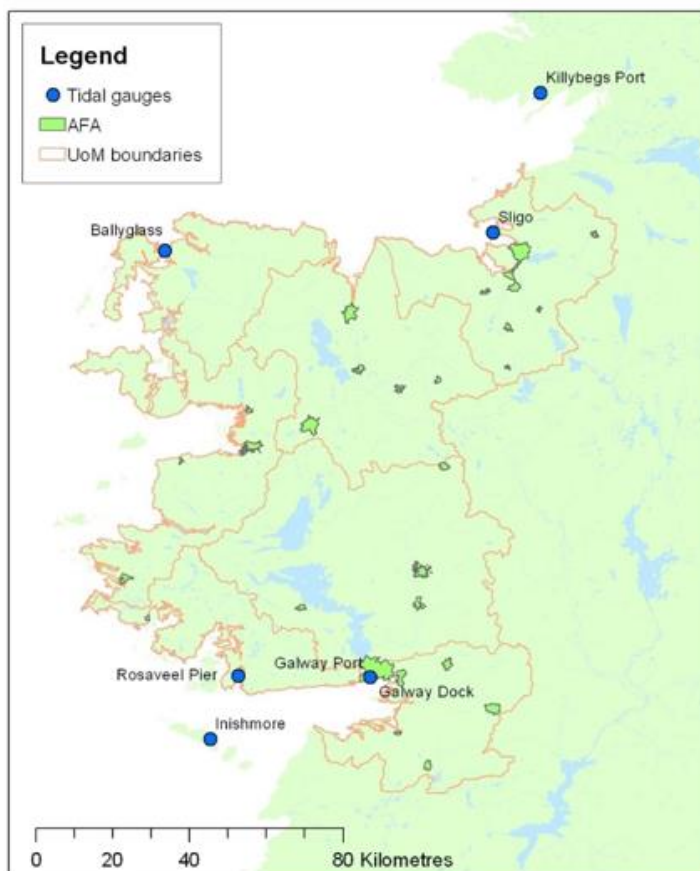 Legend
Tidal gauges
AFA
UoM boundaries
Killybegs Port
Sligo
Ballyglass
Galway Port
Rosaveel Pier
Galway Dock
Inishmore
0 20 40 80 Kilometres